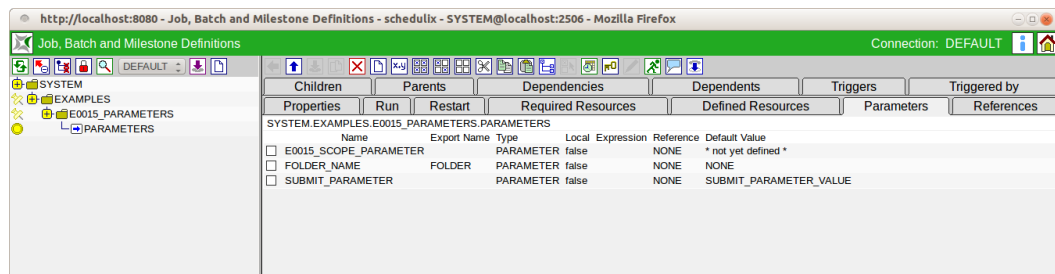 http://localhost:8080 - Job, Batch and Milestone Definitions - schedulix - SYSTEM@localhost:2506 - Mozilla Firefox
Job, Batch and Milestone Definitions Connection: DEFAULT
DEFAULT
SYSTEM
EXAMPLES
E0015_PARAMETERS
PARAMETERS
x,y
Children Parents Dependencies Dependents Triggers Triggered by
Properties Run Restart Required Resources Defined Resources Parameters References
SYSTEM.EXAMPLES.E0015_PARAMETERS.PARAMETERS
Name Export Name Type Local Expression Reference Default Value
E0015_SCOPE_PARAMETER PARAMETER false NONE * not yet defined *
FOLDER_NAME FOLDER PARAMETER false NONE NONE
SUBMIT_PARAMETER PARAMETER false NONE SUBMIT_PARAMETER_VALUE